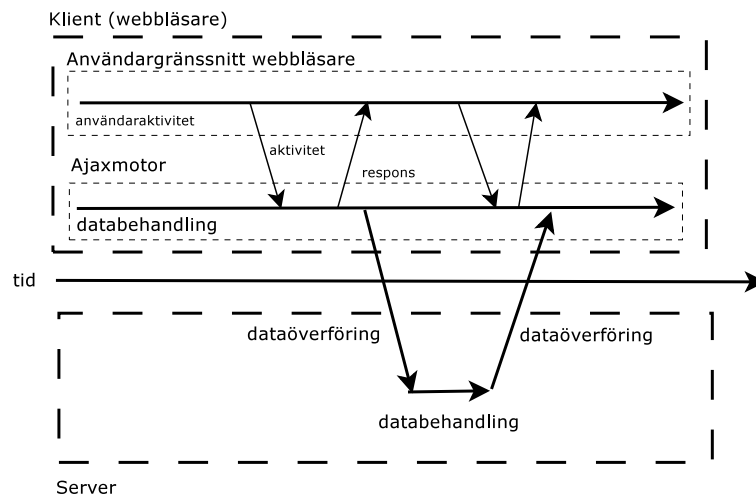 Klient (webbläsare)
Användargränssnitt webbläsare
användaraktivitet
aktivitet
Ajaxmotor
respons
databehandling
tid
dataöverföring
dataöverföring
databehandling
Server